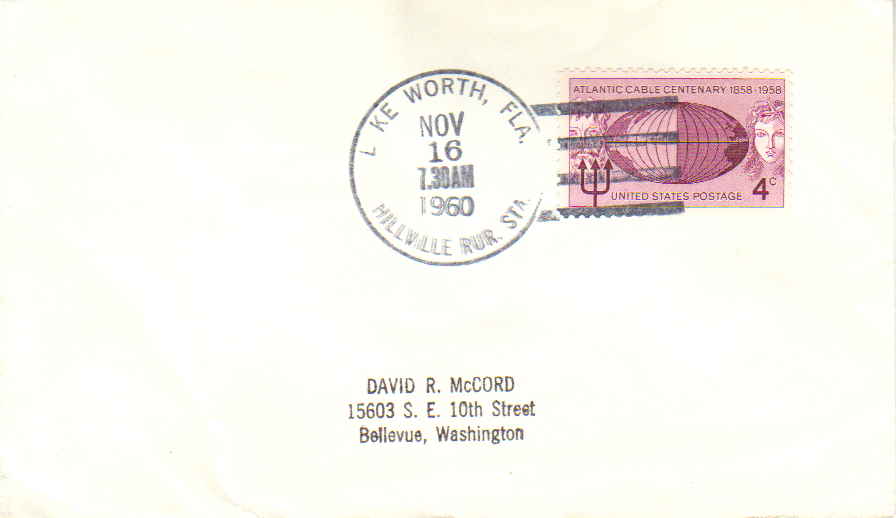 L KE WORTH, FLA.
NOV
16
7.30AM
1960
HILLVILLE RUR. STA.
ATLANTIC CABLE CENTENARY 1858·1958
UNITED STATES POSTAGE 4c
DAVID R. McCORD
15603 S. E. 10th Street
Bellevue, Washington